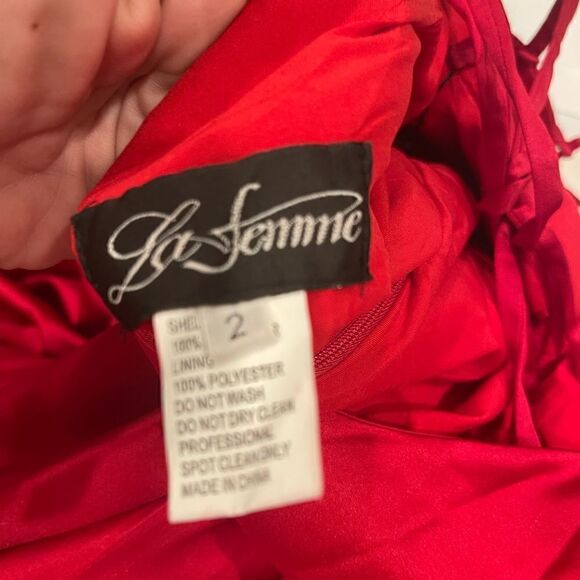 La Femme
2
SHEL
100%
LINING
100% POLYESTER
DO NOT WASH
DO NOT DRY CLEAN
PROFESSIONAL
SPOT CLEAN ONLY
MADE IN CHINA